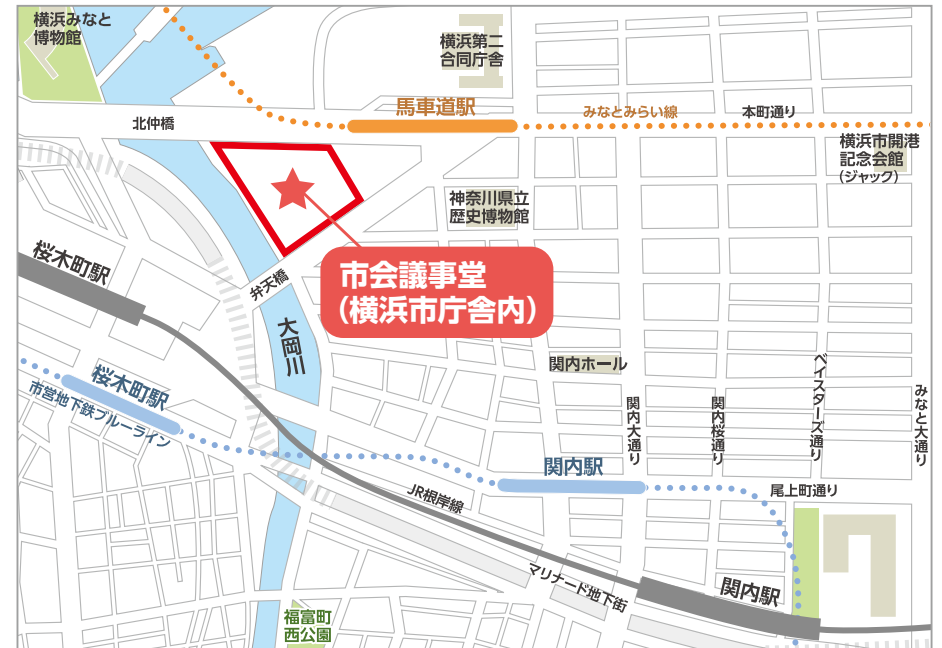 横浜みなと
博物館
横浜第二
合同庁舎
馬車道駅
みなとみらい線
本町通り
北仲橋
横浜市開港
記念会館
（ジャック）
神奈川県立
歴史博物館
桜木町駅
弁天橋
市会議事堂
（横浜市庁舎内）
大岡川
関内ホール
ベイスターズ通り
桜木町駅
市営地下鉄ブルーライン
関内大通り
関内桜通り
みなと大通り
関内駅
尾上町通り
JR根岸線
マリナード地下街
関内駅
福富町
西公園